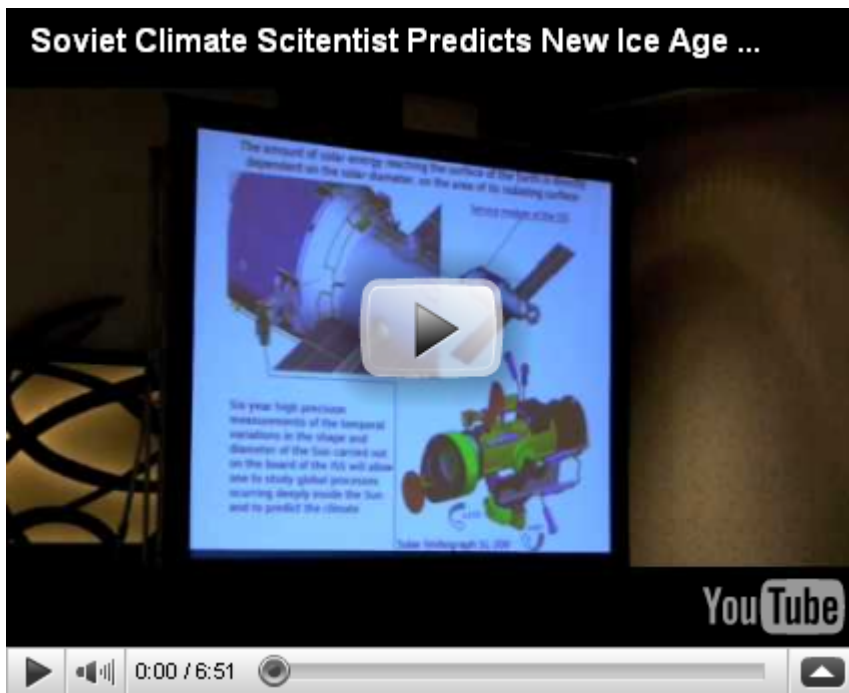 Soviet Climate Scitentist Predicts New Ice Age ...
The amount of solar energy reaching the surface of the Earth is directly
dependent on the solar diameter, on the area of its radiating surface
Service module of the ISS
Six year high precision
measurements of the temporal
variations in the shape and
diameter of the Sun carried out
on the board of the ISS will allow
one to study global processes
ocurring deeply inside the Sun
and to predict the climate
YouTube
0:00 / 6:51